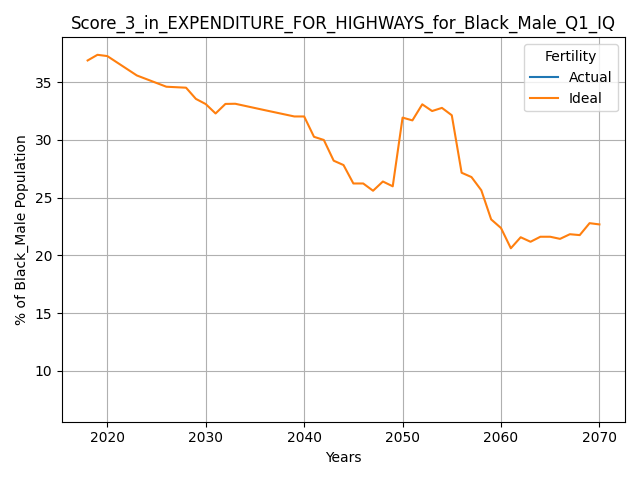 Score_3_in_EXPENDITURE_FOR_HIGHWAYS_for_Black_Male_Q1_IQ
Fertility
Actual
Ideal
% of Black_Male Population
35
30
25
20
15
10
2020 2030 2040 2050 2060 2070
Years